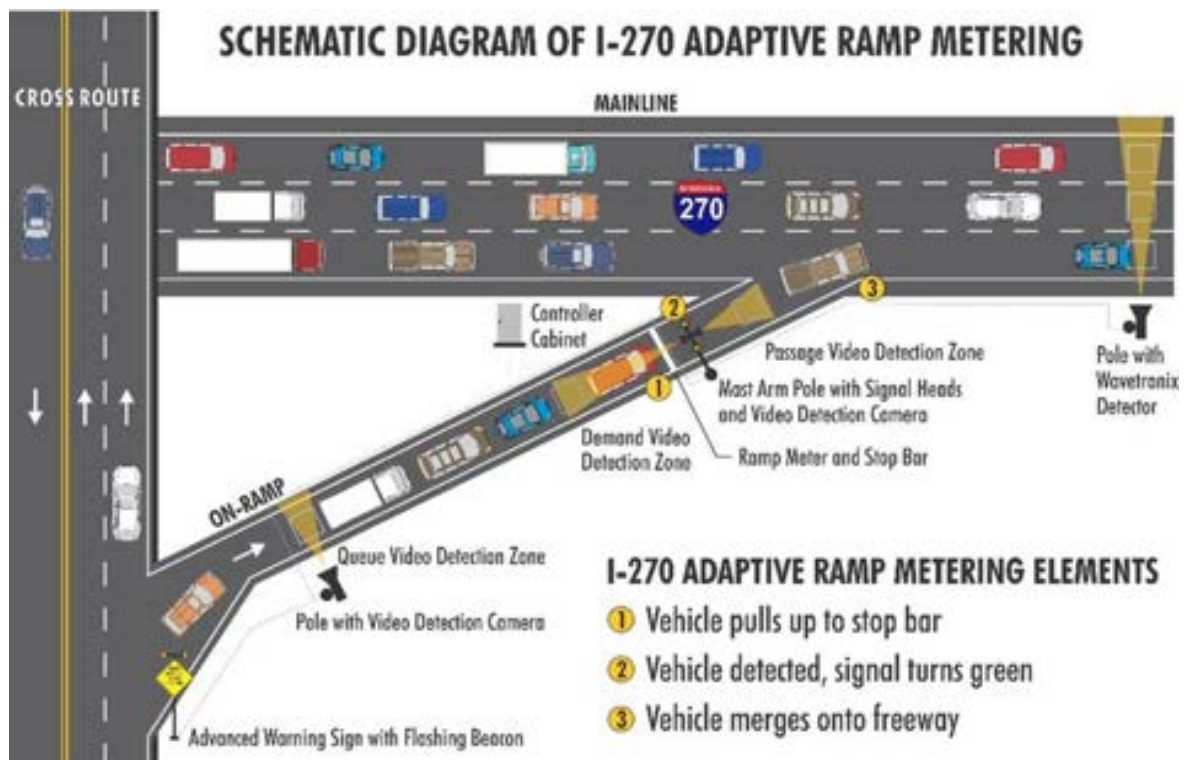 SCHEMATIC DIAGRAM OF I-270 ADAPTIVE RAMP METERING
CROSS ROUTE
MAINLINE
INTERSTATE
270
Controller
Cabinet
2
3
1
Passage Video Detection Zone
Pole with
Wavetronix
Detector
Mast Arm Pole with Signal Heads
and Video Detection Camera
Demand Video
Detection Zone
Ramp Meter and Stop Bar
ON-RAMP
Queue Video Detection Zone
Pole with Video Detection Camera
Advanced Warning Sign with Flashing Beacon
I-270 ADAPTIVE RAMP METERING ELEMENTS
1 Vehicle pulls up to stop bar
2 Vehicle detected, signal turns green
3 Vehicle merges onto freeway